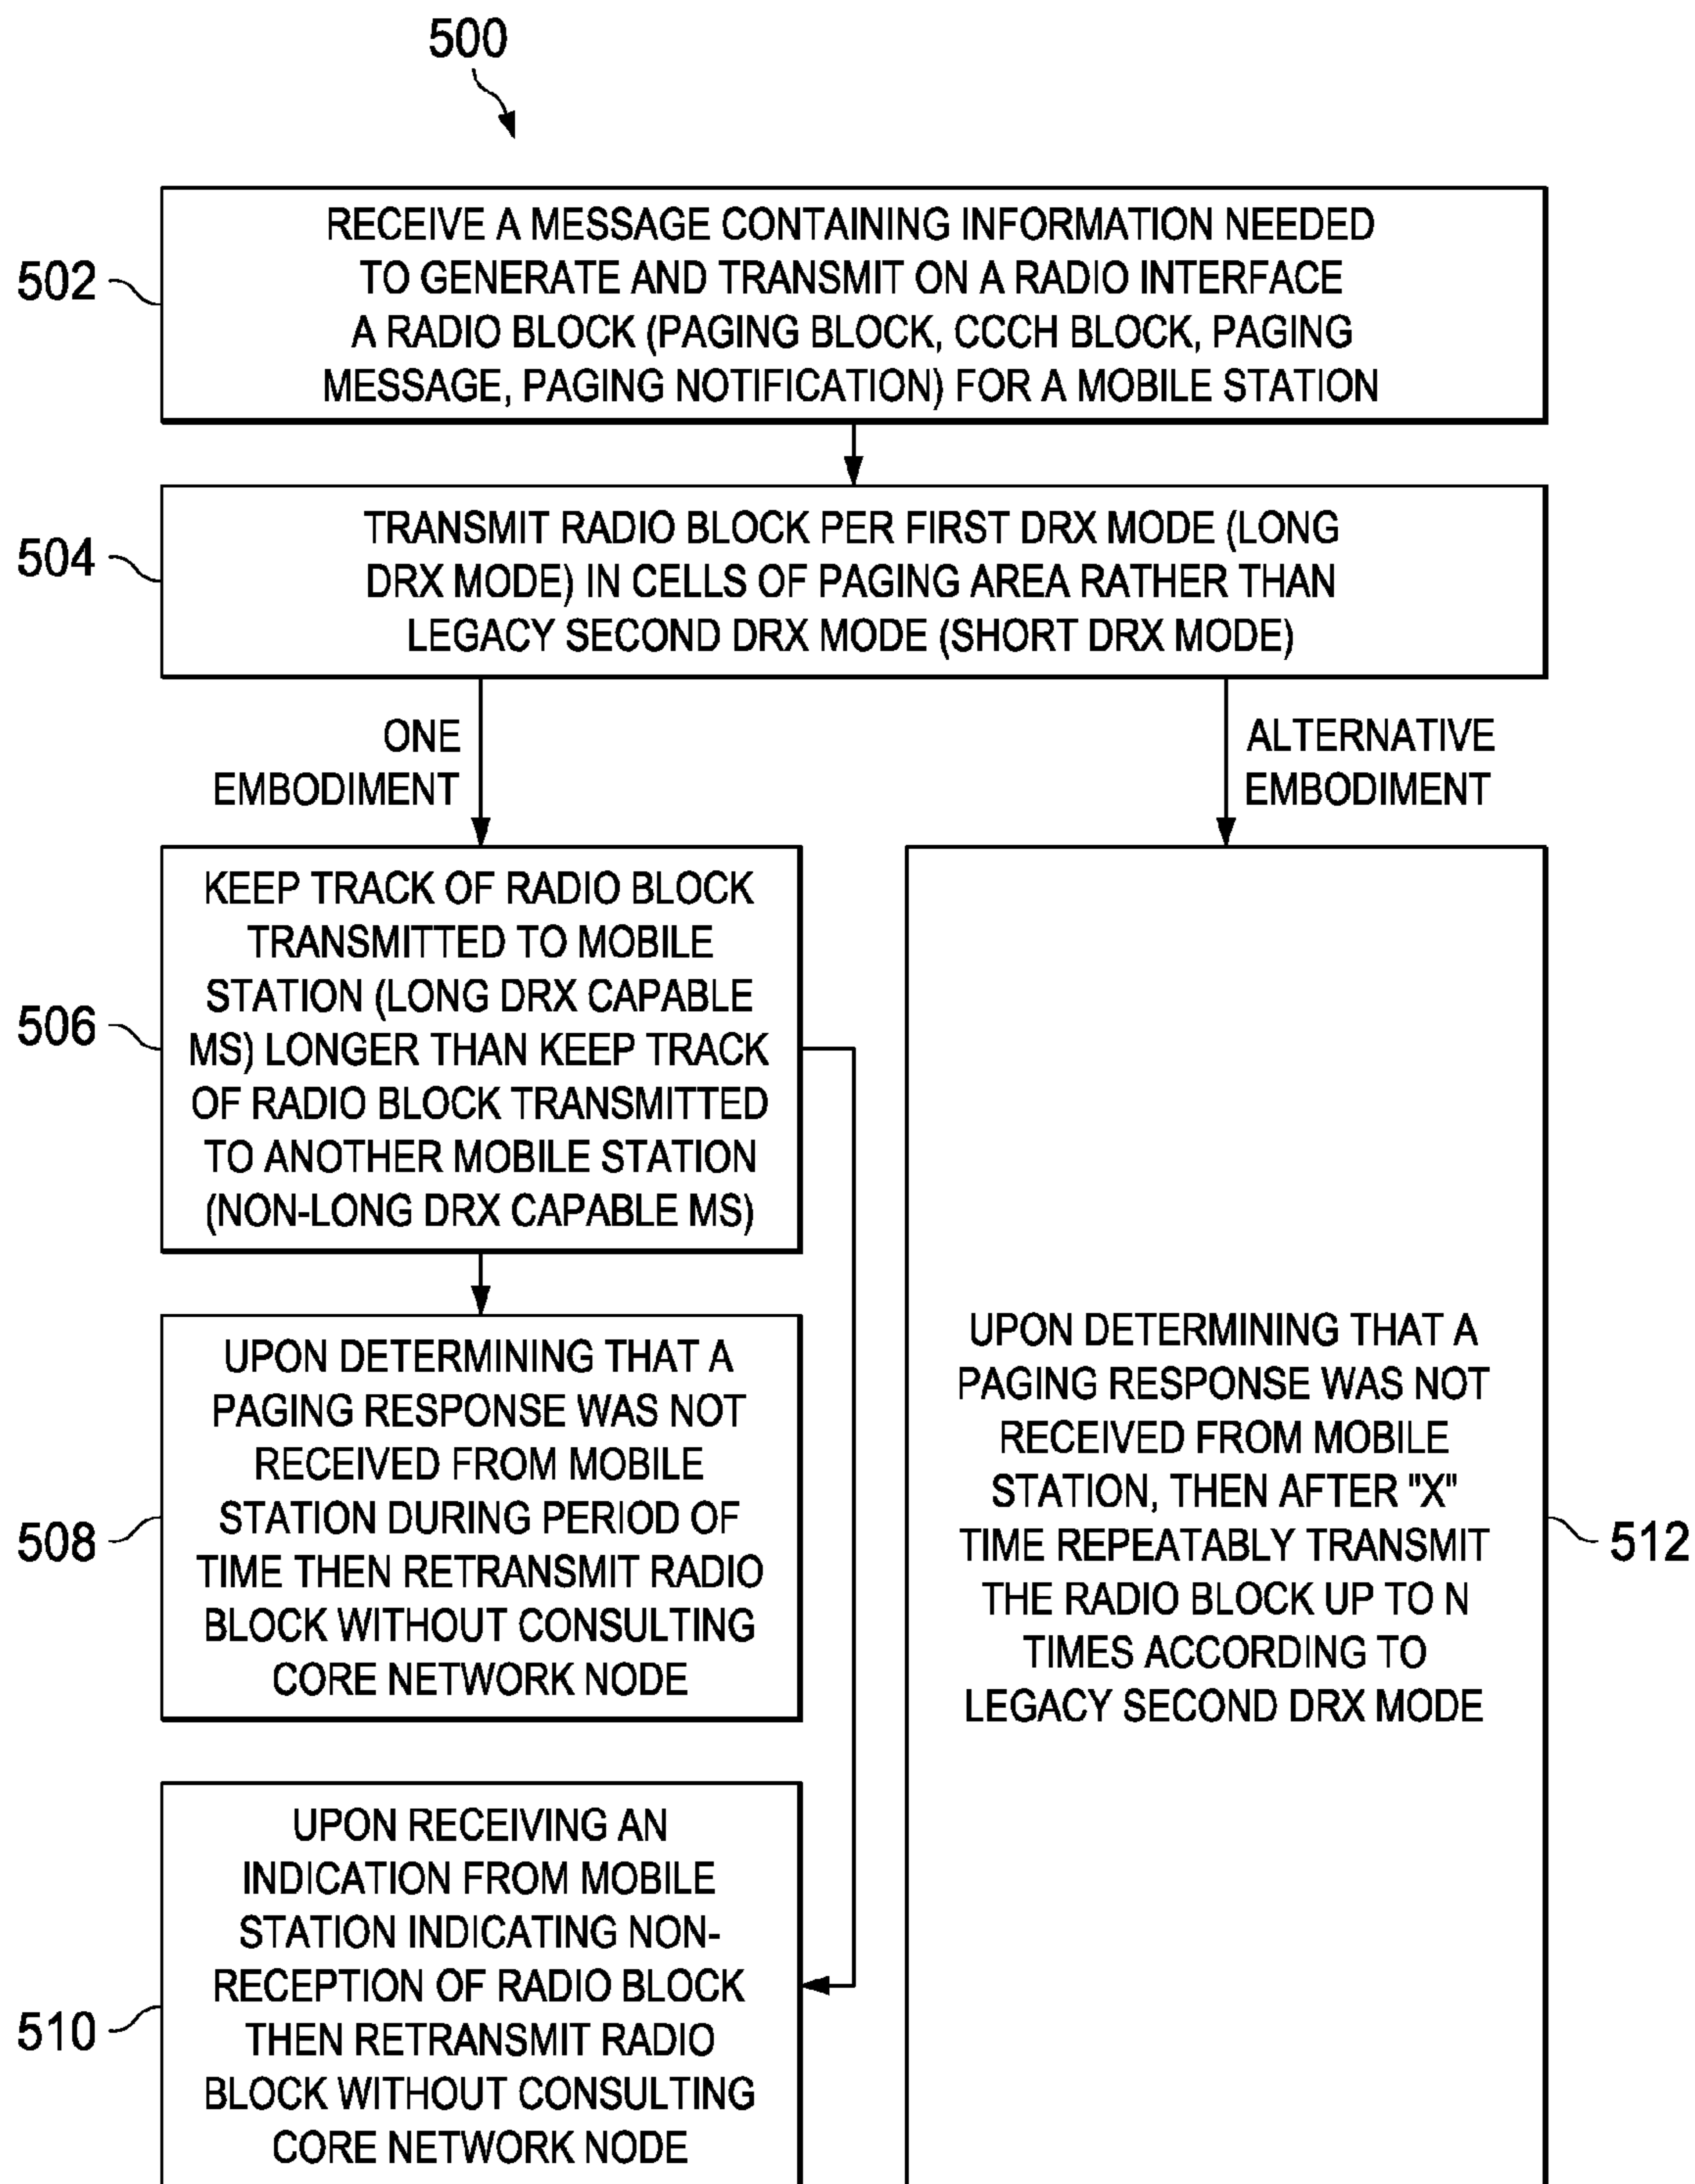 500
502
RECEIVE A MESSAGE CONTAINING INFORMATION NEEDED
TO GENERATE AND TRANSMIT ON A RADIO INTERFACE
A RADIO BLOCK (PAGING BLOCK, CCCH BLOCK, PAGING
MESSAGE, PAGING NOTIFICATION) FOR A MOBILE STATION
504
TRANSMIT RADIO BLOCK PER FIRST DRX MODE (LONG
DRX MODE) IN CELLS OF PAGING AREA RATHER THAN
LEGACY SECOND DRX MODE (SHORT DRX MODE)
ONE
EMBODIMENT
ALTERNATIVE
EMBODIMENT
506
KEEP TRACK OF RADIO BLOCK
TRANSMITTED TO MOBILE
STATION (LONG DRX CAPABLE
MS) LONGER THAN KEEP TRACK
OF RADIO BLOCK TRANSMITTED
TO ANOTHER MOBILE STATION
(NON-LONG DRX CAPABLE MS)
508
UPON DETERMINING THAT A
PAGING RESPONSE WAS NOT
RECEIVED FROM MOBILE
STATION DURING PERIOD OF
TIME THEN RETRANSMIT RADIO
BLOCK WITHOUT CONSULTING
CORE NETWORK NODE
510
UPON RECEIVING AN
INDICATION FROM MOBILE
STATION INDICATING NON-
RECEPTION OF RADIO BLOCK
THEN RETRANSMIT RADIO
BLOCK WITHOUT CONSULTING
CORE NETWORK NODE
UPON DETERMINING THAT A
PAGING RESPONSE WAS NOT
RECEIVED FROM MOBILE
STATION, THEN AFTER "X"
TIME REPEATABLY TRANSMIT
THE RADIO BLOCK UP TO N
TIMES ACCORDING TO
LEGACY SECOND DRX MODE
512